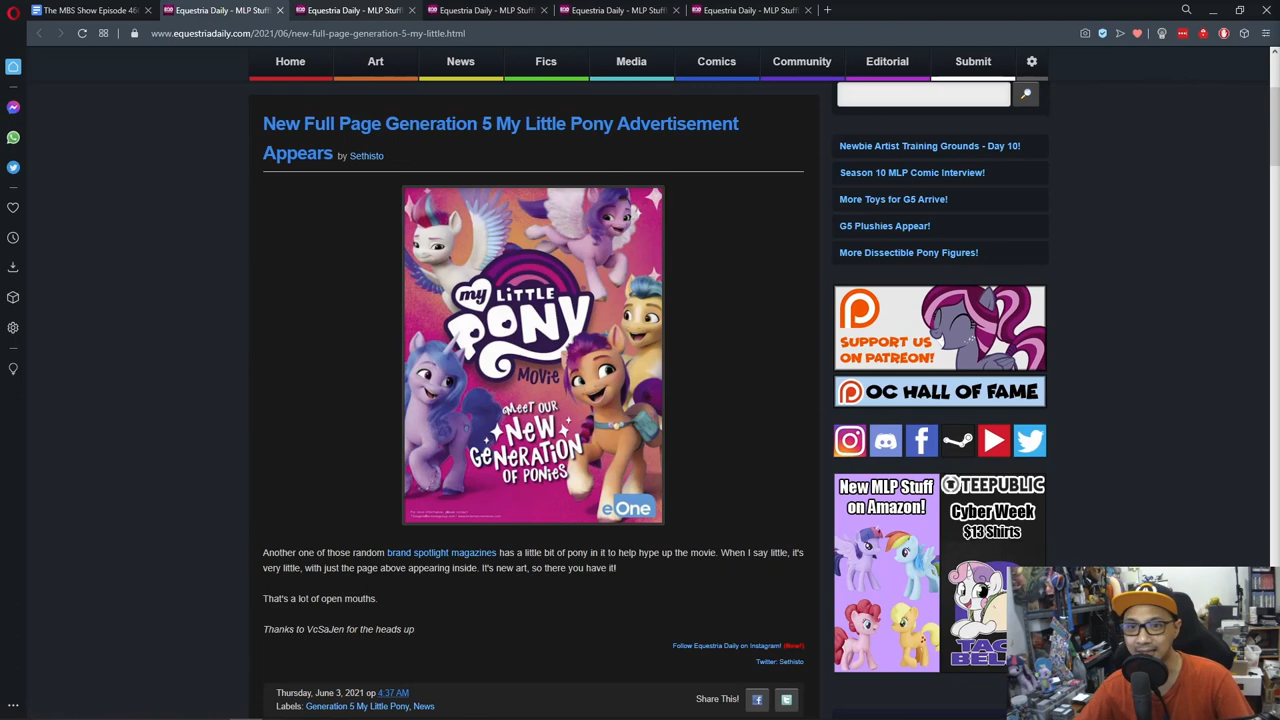 The MBS Show Episode 46
Equestria Daily - MLP Stuf
Equestria Daily - MLP Stuf
Equestria Daily - MLP Stuf
Equestria Daily - MLP Stuf
Equestria Daily - MLP Stuf
www.equestriadaily.com/2021/06/new-full-page-generation-5-my-little.html
Home
Art
News
Fics
Media
Comics
Community
Editorial
Submit
New Full Page Generation 5 My Little Pony Advertisement
Appears by Sethisto
my LiTTLE
PONY
MOViE
MEET OUR
NEW
GENERATiON
OF PONiES
eOne
Another one of those random brand spotlight magazines has a little bit of pony in it to help hype up the movie. When I say little, it's
very little, with just the page above appearing inside. It's new art, so there you have it!
That's a lot of open mouths.
Thanks to VcSaJen for the heads up
Follow Equestria Daily on Instagram! (New!)
Twitter: Sethisto
Thursday, June 3, 2021 op 4:37 AM
Labels: Generation 5 My Little Pony, News
Share This!
Newbie Artist Training Grounds - Day 10!
Season 10 MLP Comic Interview!
More Toys for G5 Arrive!
G5 Plushies Appear!
More Dissectible Pony Figures!
SUPPORT US
ON PATREON!
OC HALL OF FAME
New MLP Stuff
on Amazon!
TEEPUBLIC
Cyber Week
$13 Shirts
TAC
BEL